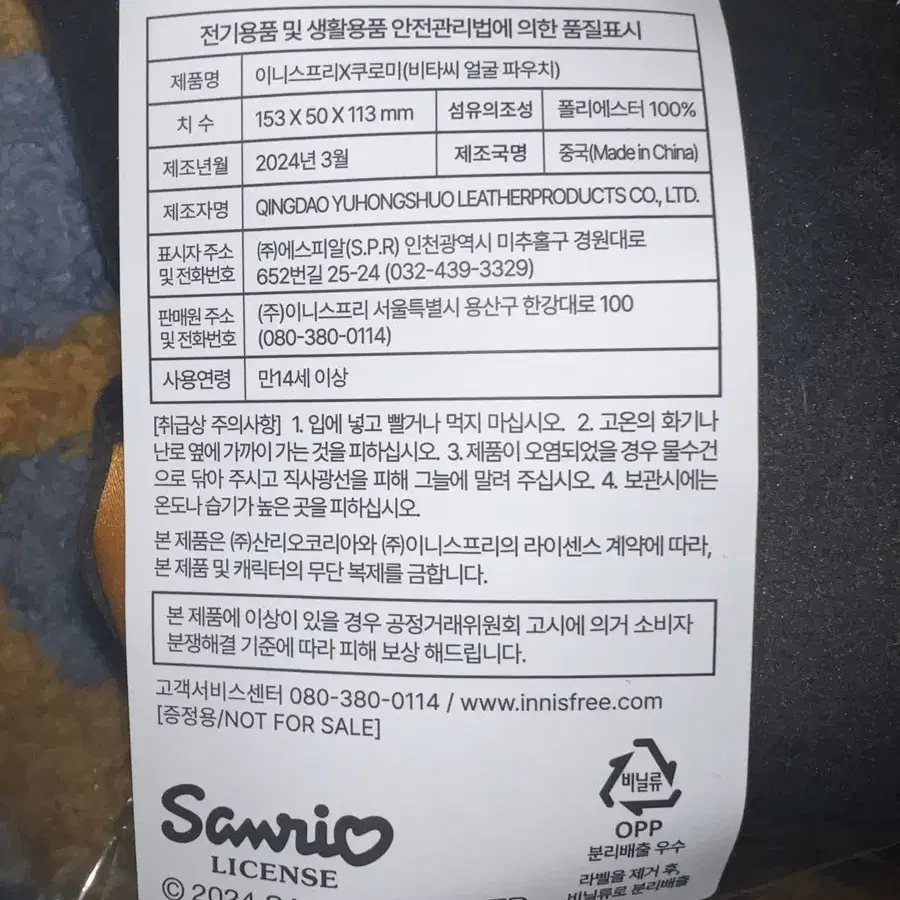 전기용품 및 생활용품 안전관리법에 의한 품질표시
제품명 이니스프리X쿠로미(비타씨 얼굴 파우치)
치 수 153 X 50 X 113 mm 섬유의조성 폴리에스터 100%
제조년월 2024년 3월 제조국명 중국(Made in China)
제조자명 QINGDAO YUHONGSHUO LEATHERPRODUCTS CO., LTD.
표시자 주소 및 전화번호 (주)에스피알(S.P.R) 인천광역시 미추홀구 경원대로
652번길 25-24 (032-439-3329)
판매원 주소 및 전화번호 (주)이니스프리 서울특별시 용산구 한강대로 100
(080-380-0114)
사용연령 만14세 이상
[취급상 주의사항] 1. 입에 넣고 빨거나 먹지 마십시오. 2. 고온의 화기나
난로 옆에 가까이 가는 것을 피하십시오. 3. 제품이 오염되었을 경우 물수건
으로 닦아 주시고 직사광선을 피해 그늘에 말려 주십시오. 4. 보관시에는
온도나 습기가 높은 곳을 피하십시오.
본 제품은 (주)산리오코리아와 (주)이니스프리의 라이센스 계약에 따라,
본 제품 및 캐릭터의 무단 복제를 금합니다.
본 제품에 이상이 있을 경우 공정거래위원회 고시에 의거 소비자
분쟁해결 기준에 따라 피해 보상 해드립니다.
고객서비스센터 080-380-0114 / www.innisfree.com
[증정용/NOT FOR SALE]
비닐류
OPP
분리배출 우수
라벨을 제거 후,
비닐류로 분리배출
Sanrio
LICENSE
© 2024